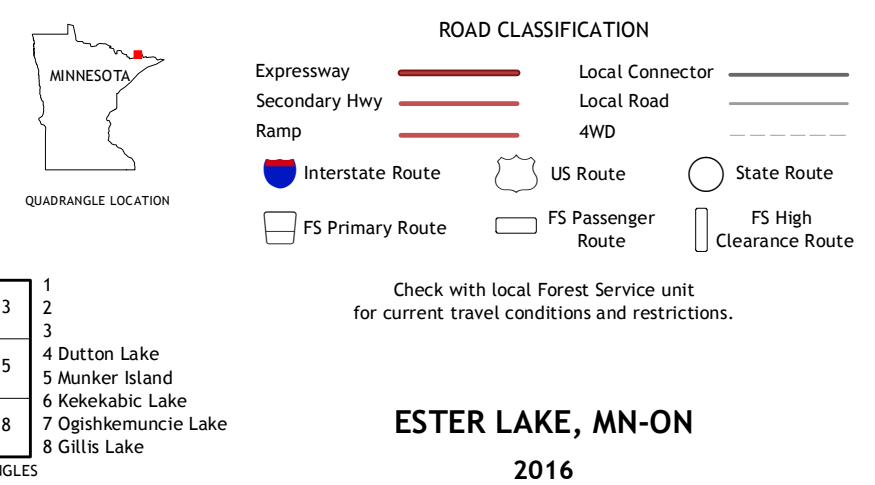 MINNESOTA
QUADRANGLE LOCATION
ROAD CLASSIFICATION
Expressway
Local Connector
Secondary Hwy
Local Road
Ramp
4WD
Interstate Route
US Route
State Route
FS Primary Route
FS Passenger
Route
FS High
Clearance Route
Check with local Forest Service unit
for current travel conditions and restrictions.
3
5
8
1
2
3
4 Dutton Lake
5 Munker Island
6 Kekekabic Lake
7 Ogishkemuncie Lake
8 Gillis Lake
ESTER LAKE, MN-ON
2016